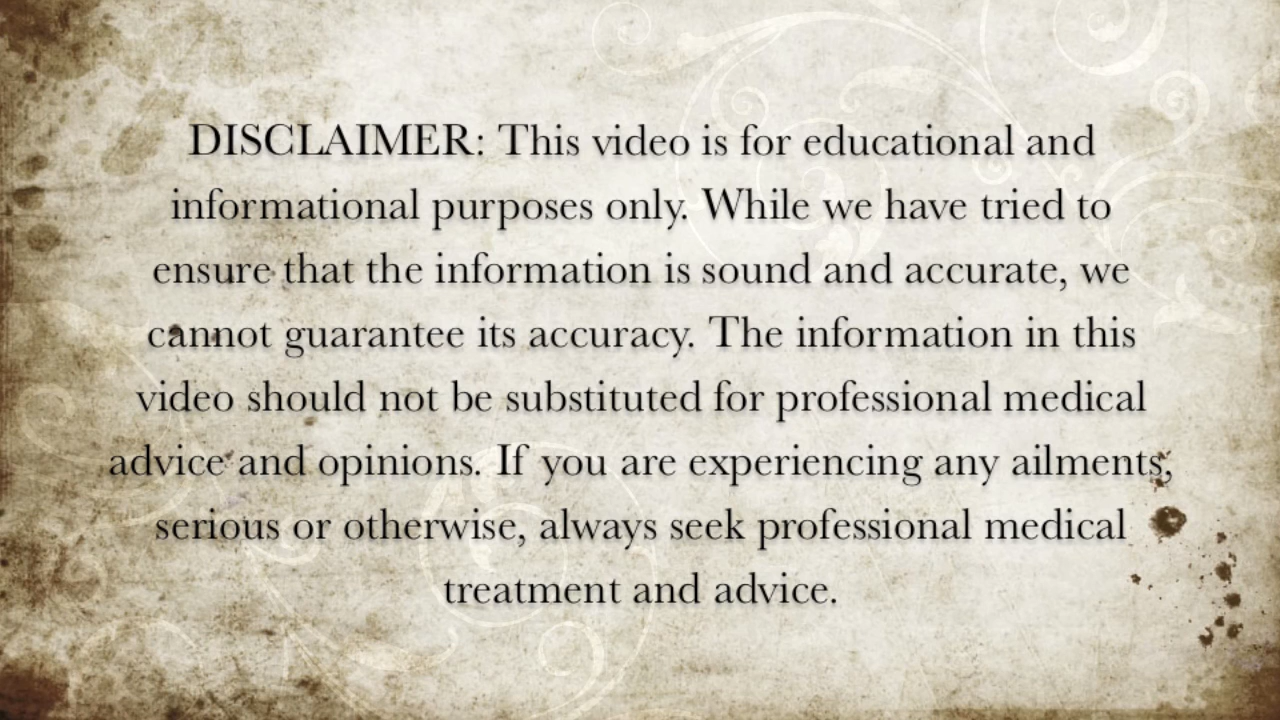 DISCLAIMER: This video is for educational and
informational purposes only. While we have tried to
ensure that the information is sound and accurate, we
cannot guarantee its accuracy. The information in this
video should not be substituted for professional medical
advice and opinions. If you are experiencing any ailments,
serious or otherwise, always seek professional medical
treatment and advice.